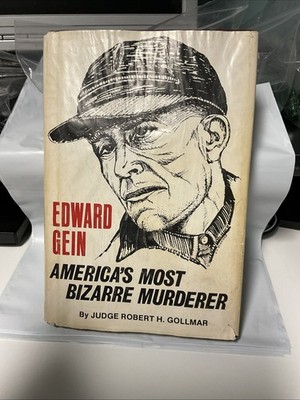 EDWARD
GEIN
AMERICA'S MOST
BIZARRE MURDERER
By JUDGE ROBERT H. GOLLMAR